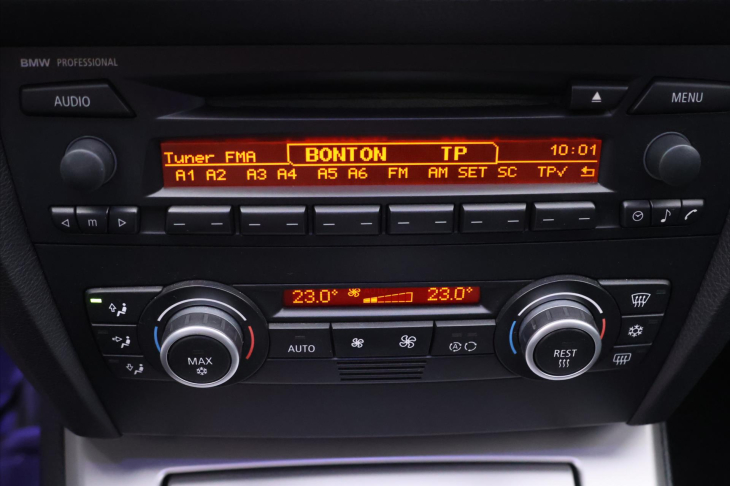 BMW PROFESSIONAL
AUDIO
MENU
Tuner FMA BONTON TP 10:01
A1 A2 A3 A4 A5 A6 FM AM SET SC TP✓
m
23.0° 23.0°
MAX
AUTO
A
REST